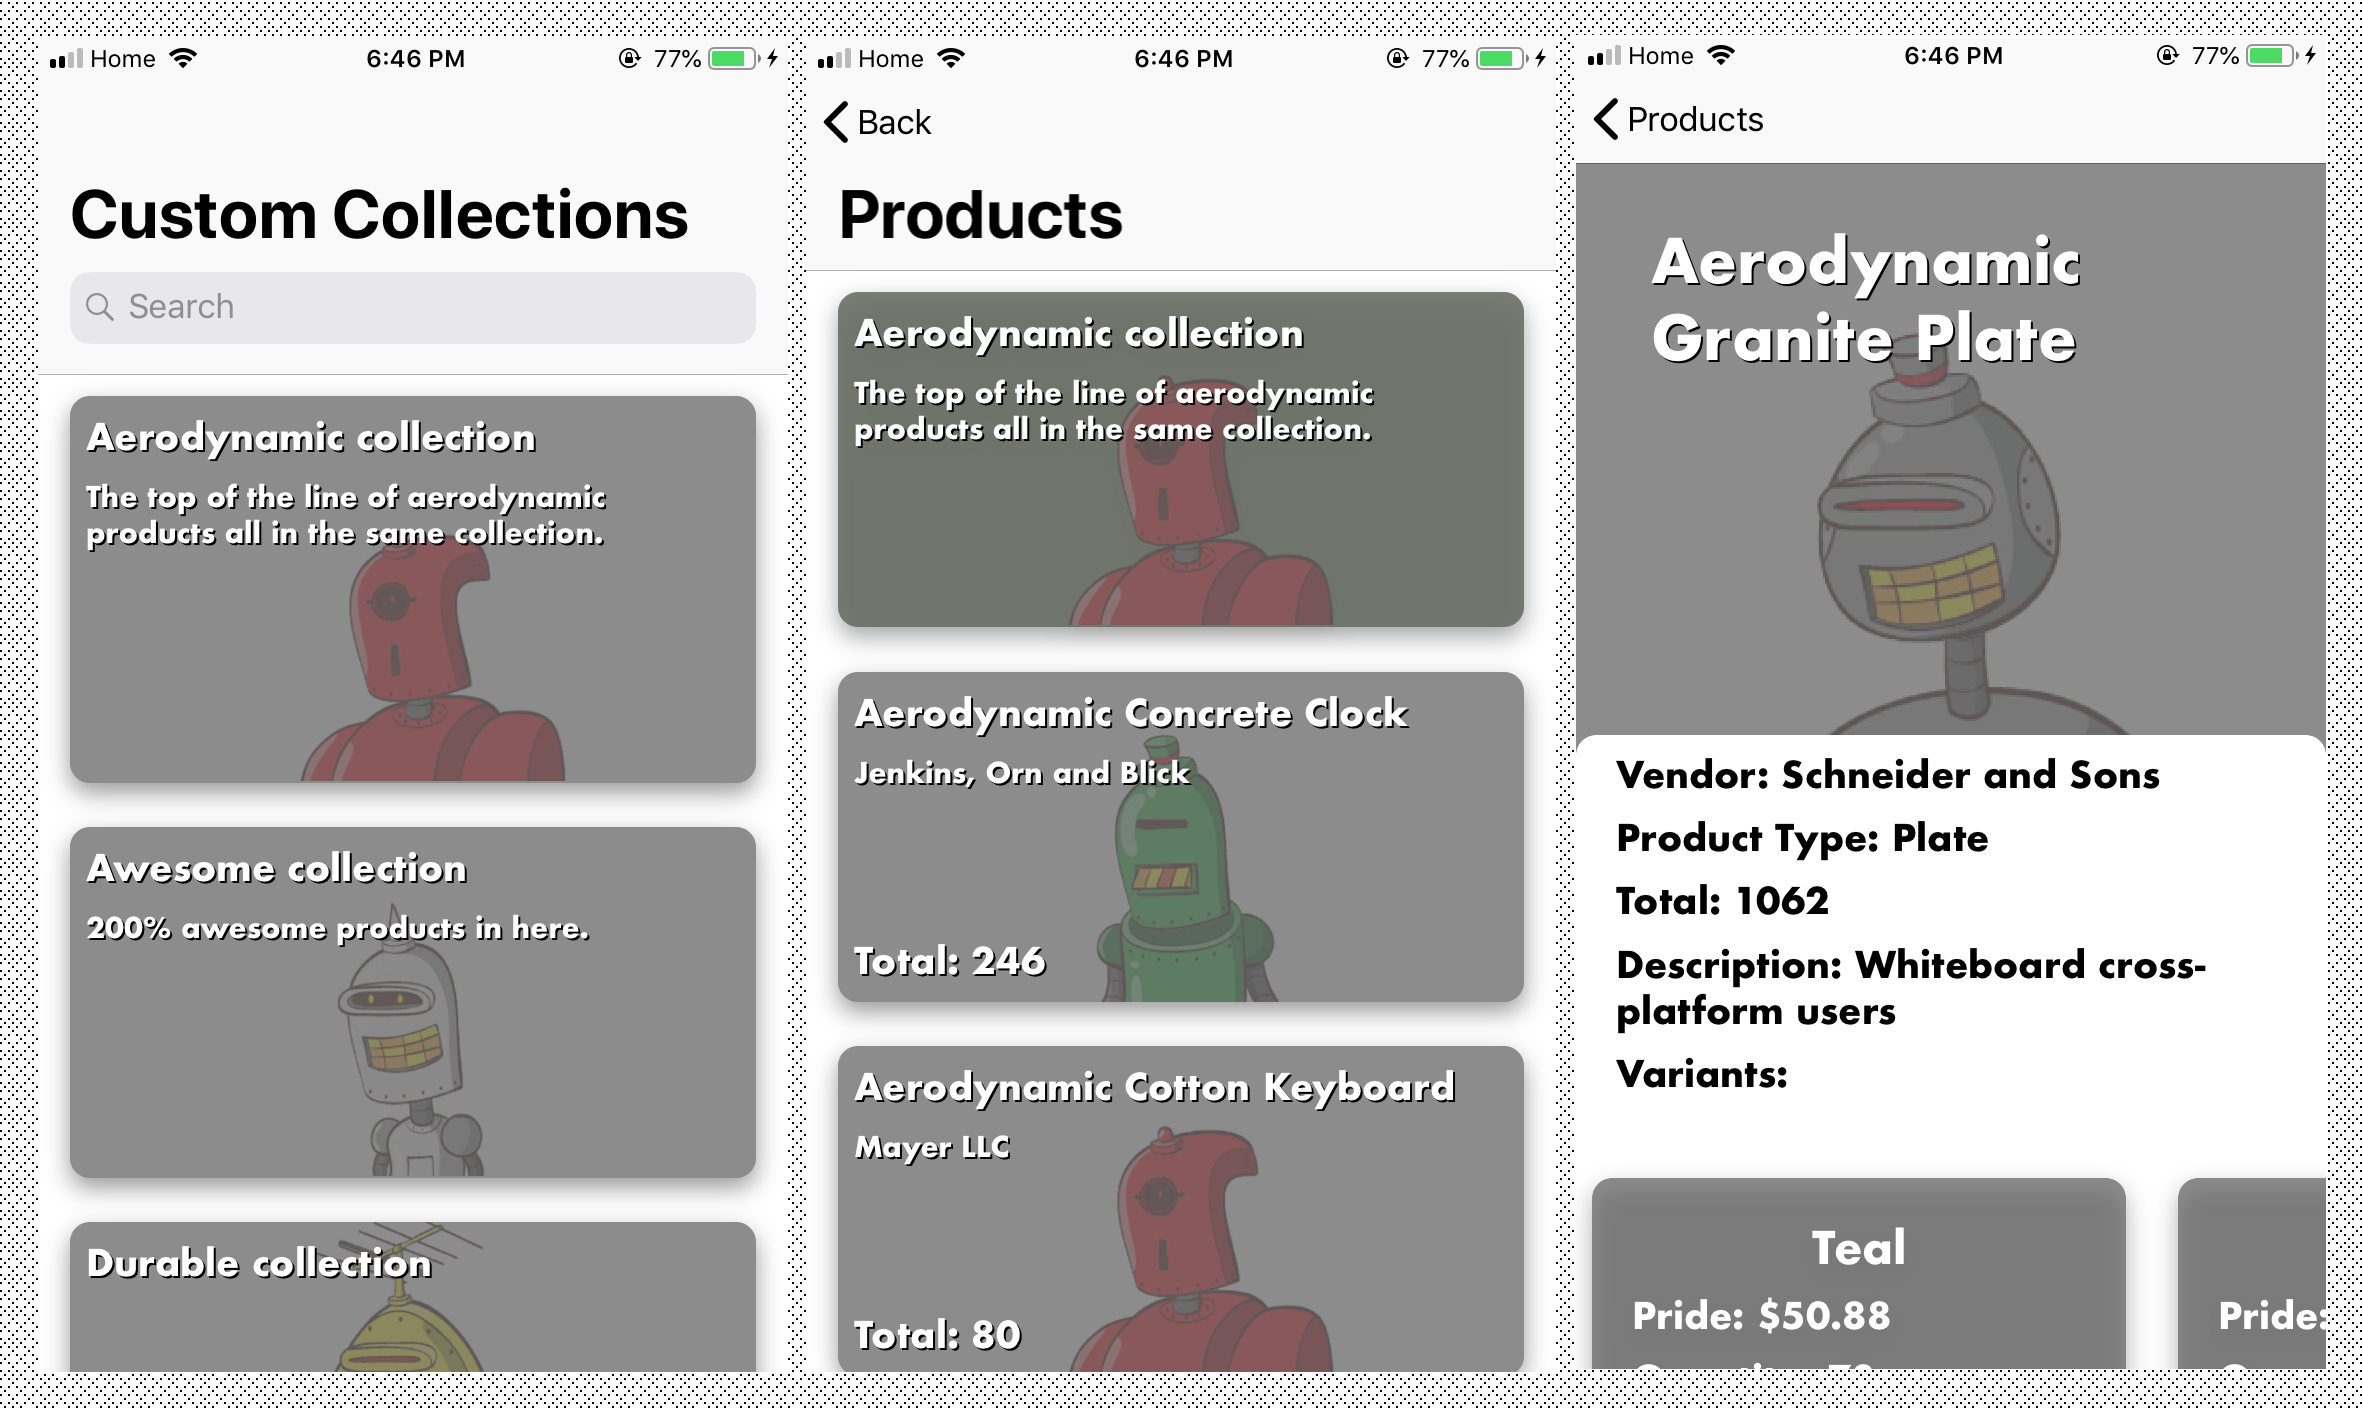 Home 6:46 PM 77%
Custom Collections
Search
Aerodynamic collection
The top of the line of aerodynamic
products all in the same collection.
Awesome collection
200% awesome products in here.
Durable collection
Home 6:46 PM 77%
Back
Products
Aerodynamic collection
The top of the line of aerodynamic
products all in the same collection.
Aerodynamic Concrete Clock
Jenkins, Orn and Blick
Total: 246
Aerodynamic Cotton Keyboard
Mayer LLC
Total: 80
Home 6:46 PM 77%
Products
Aerodynamic
Granite Plate
Vendor: Schneider and Sons
Product Type: Plate
Total: 1062
Description: Whiteboard cross-
platform users
Variants:
Teal
Pride: $50.88
Pride: